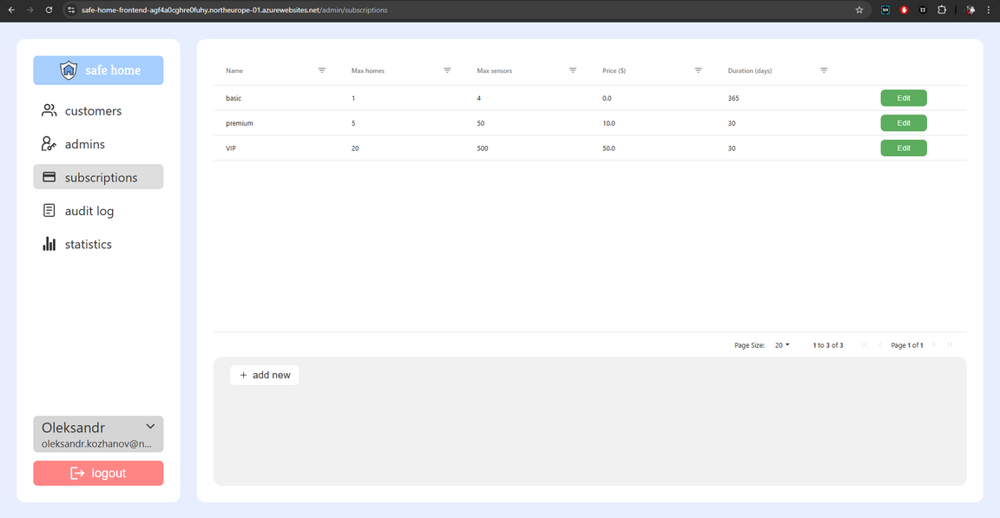 safe-home-frontend-agf4a0cghre0fuhy.northeurope-01.azurewebsites.net/admin/subscriptions
safe home
customers
admins
subscriptions
audit log
statistics
Oleksandr
oleksandr.kozhanov@n...
logout
Name Max homes Max sensors Price ($) Duration (days)
basic 1 4 0.0 365 Edit
premium 5 50 10.0 30 Edit
VIP 20 500 50.0 30 Edit
Page Size: 20 1 to 3 of 3 Page 1 of 1
+ add new